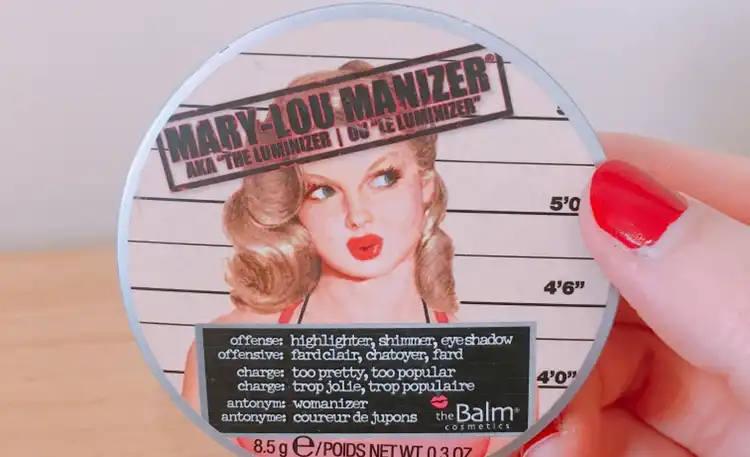 MARY-LOU MANIZER®
AKA "THE LUMINIZER | OU "LE LUMINIZER"
5'0
4'6"
4'0"
offense: highlighter, shimmer, eyeshadow
offensive: fard clair, chatoyer, fard
charge: too pretty, too popular
charge: trop jolie, trop populaire
antonym: womanizer
antonyme: coureur de jupons
theBalm®
cosmetics
8.5 g e/POIDS NET WT 0.3 OZ